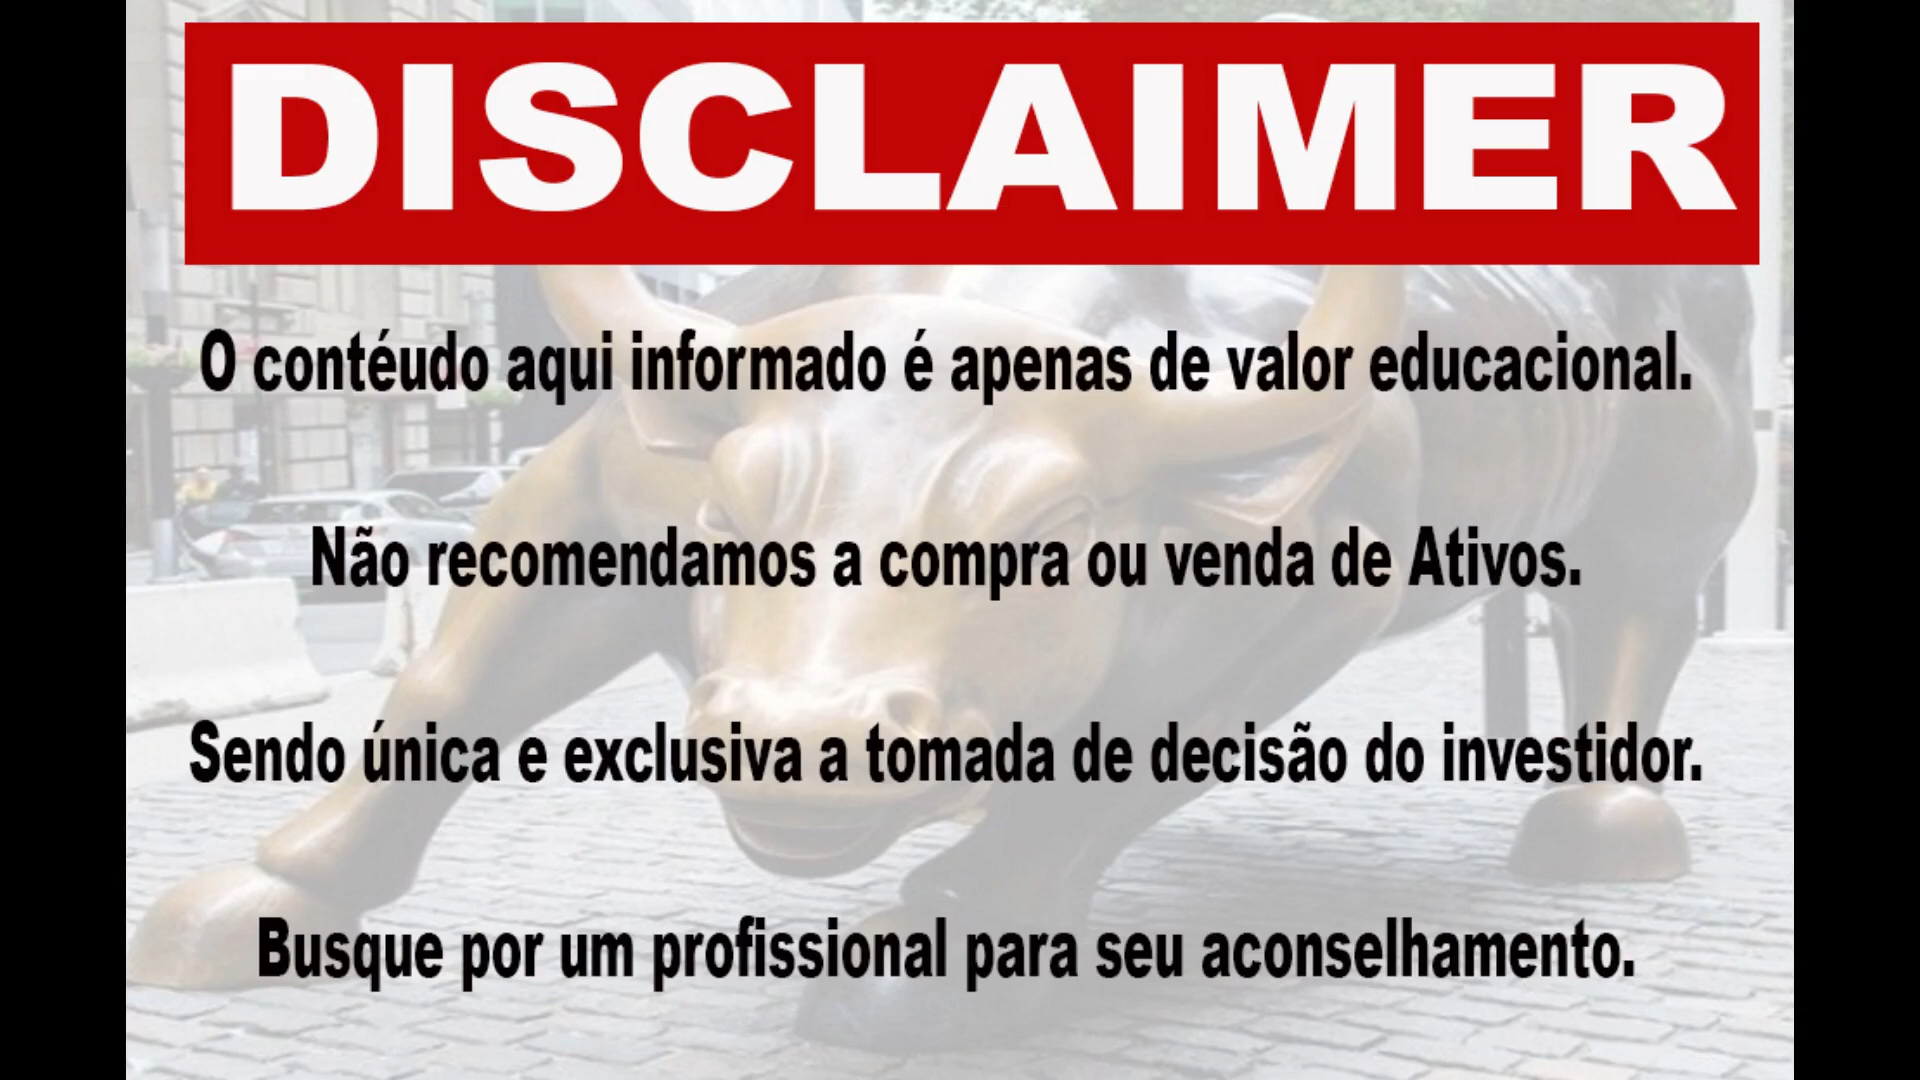 DISCLAIMER
O contéudo aqui informado é apenas de valor educacional.
Não recomendamos a compra ou venda de Ativos.
Sendo única e exclusiva a tomada de decisão do investidor.
Busque por um profissional para seu aconselhamento.